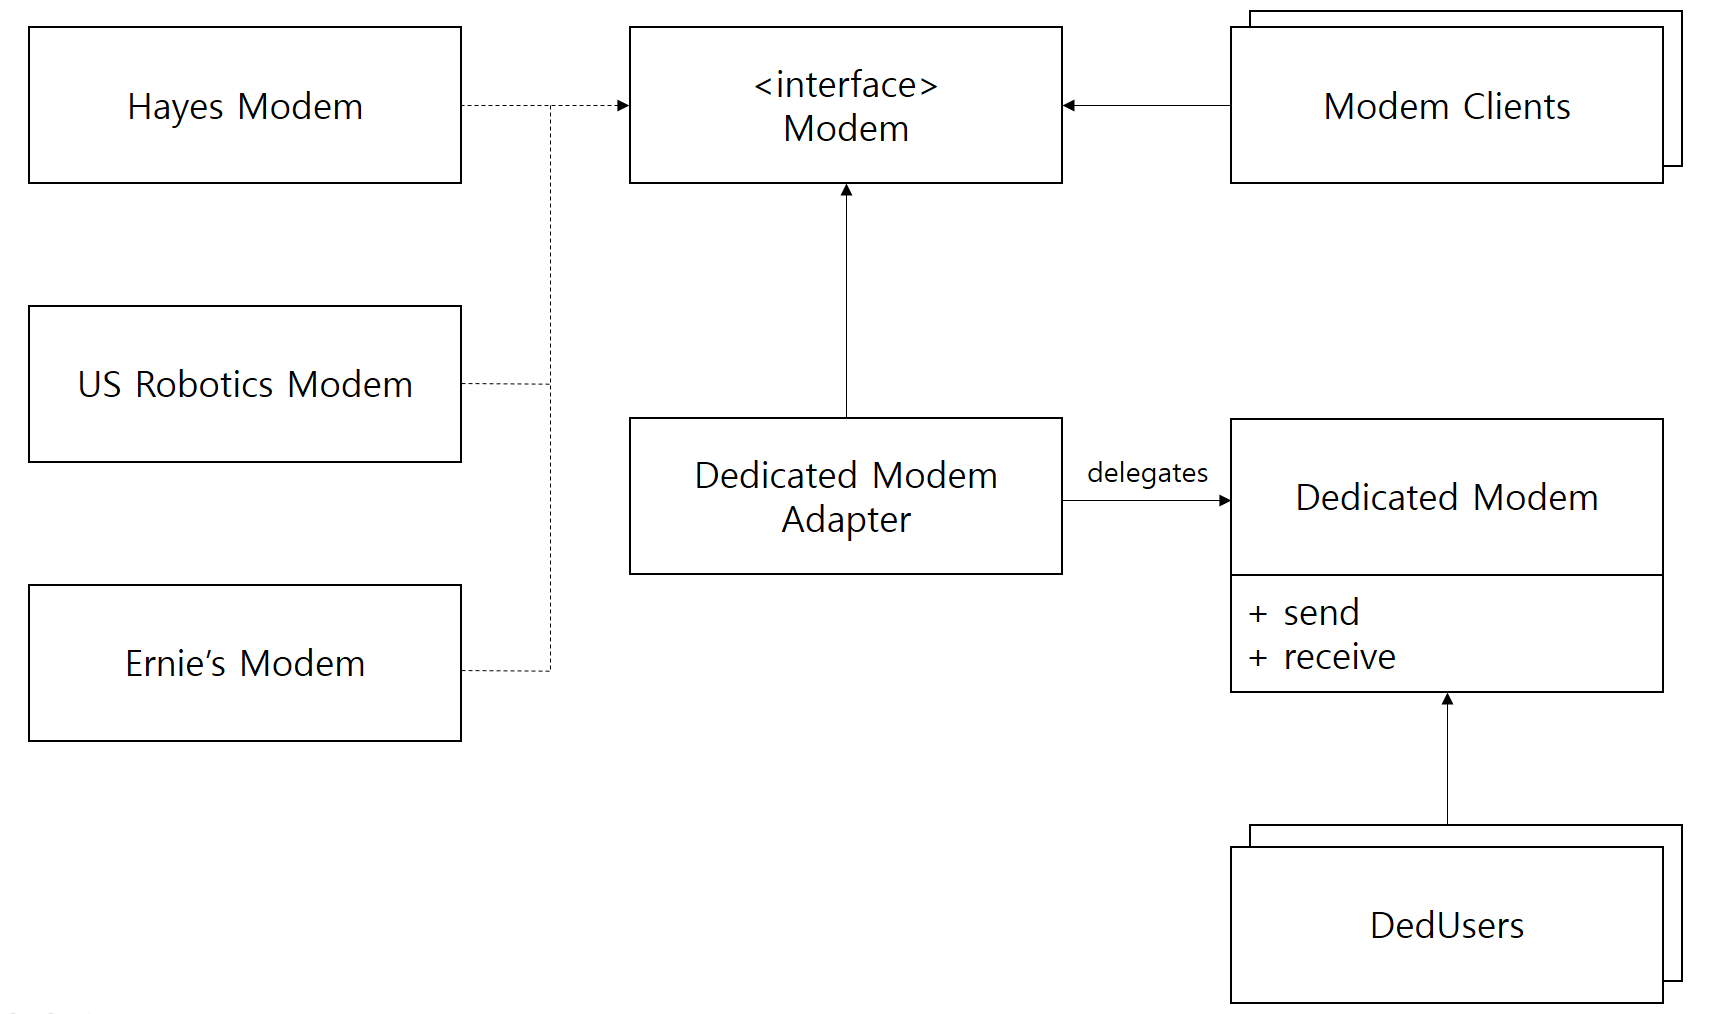 Hayes Modem
<interface>
Modem
Modem Clients
US Robotics Modem
Dedicated Modem
Adapter
delegates
Dedicated Modem
+ send
+ receive
Ernie’s Modem
DedUsers